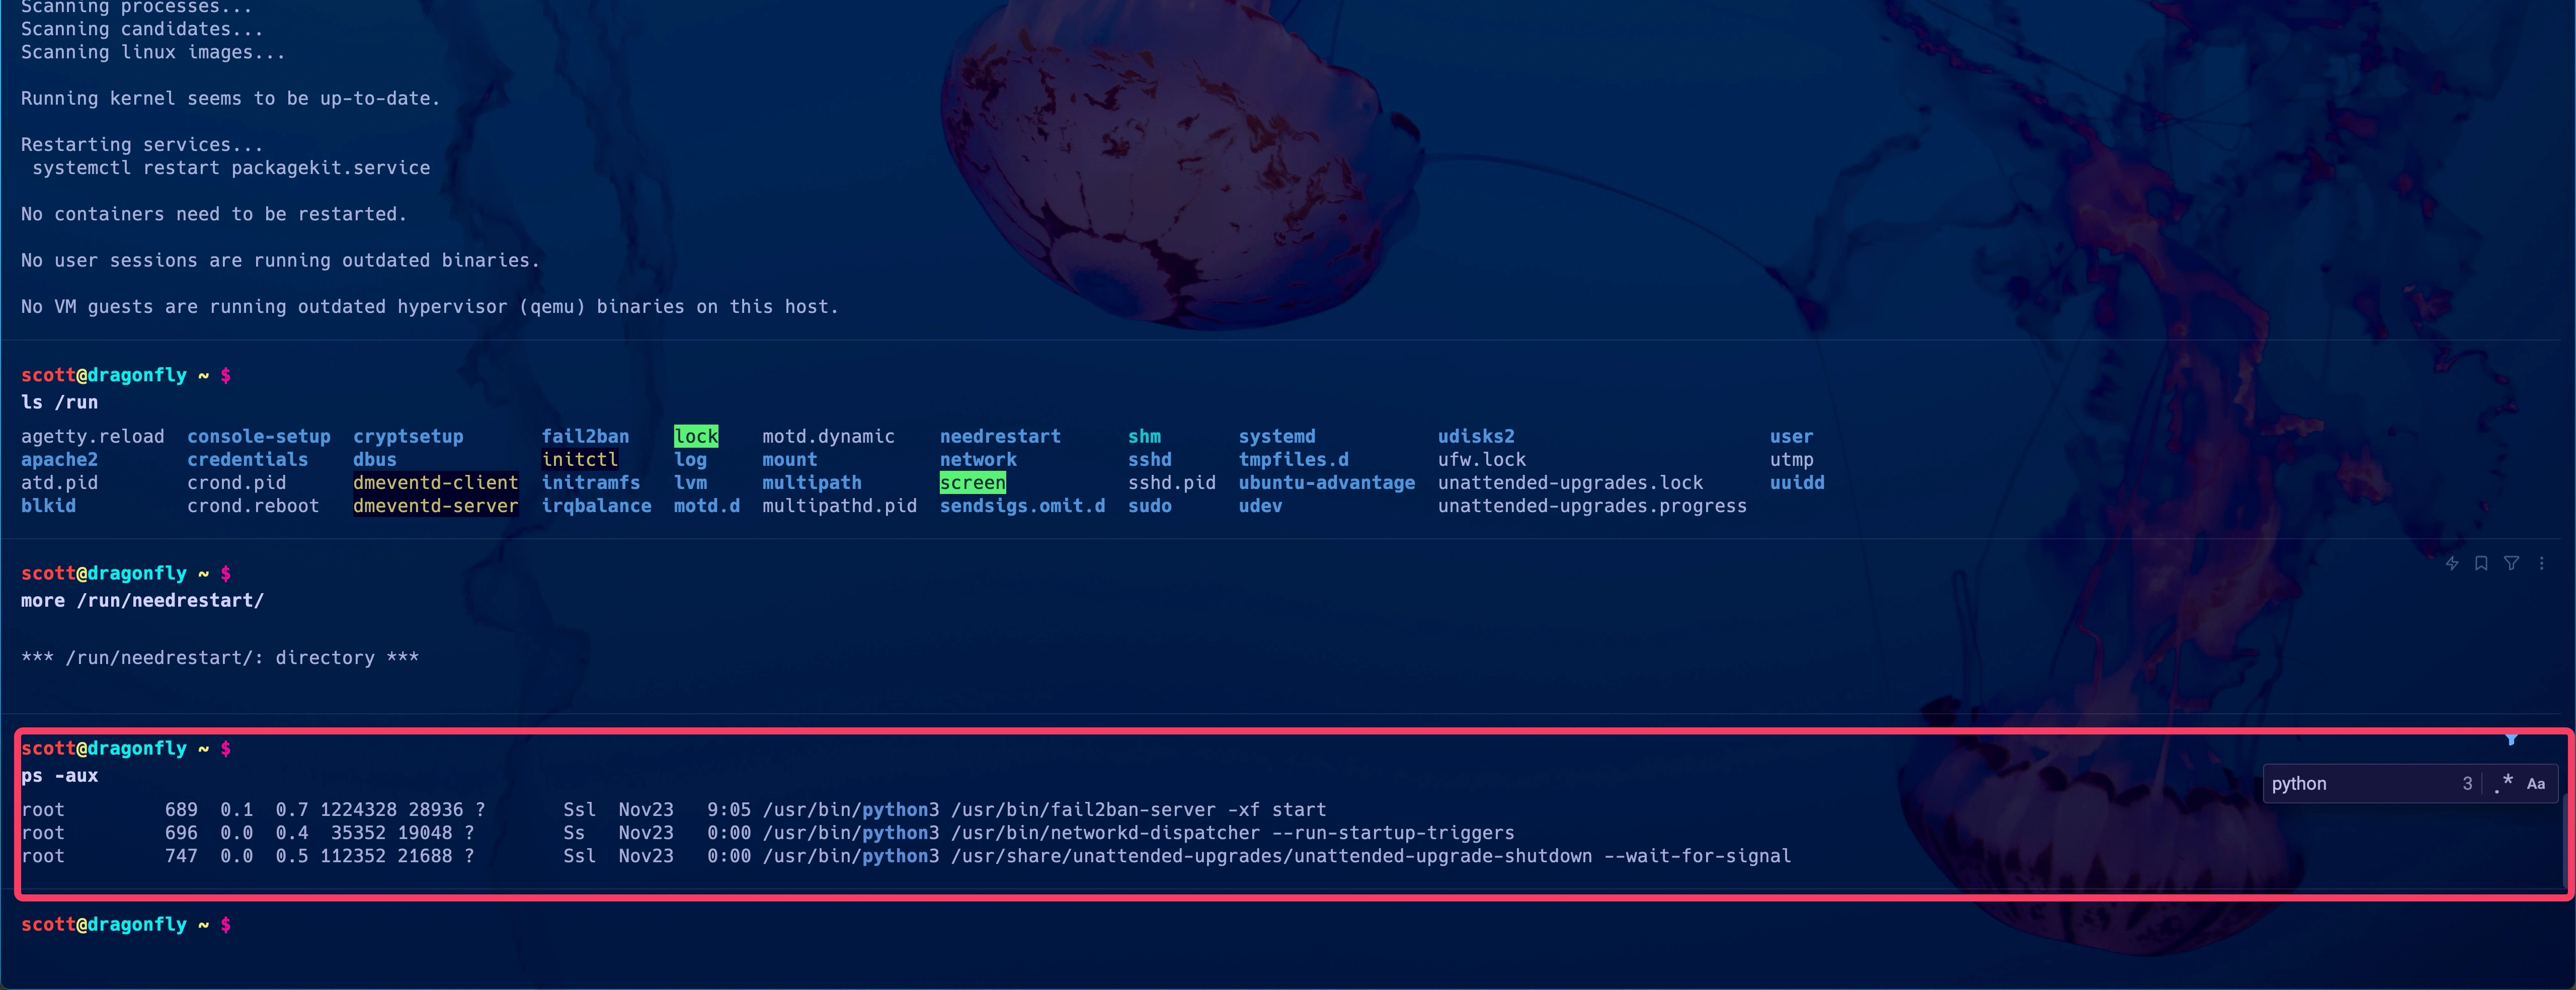 Scanning processes...
Scanning candidates...
Scanning linux images...
Running kernel seems to be up-to-date.
Restarting services...
 systemctl restart packagekit.service
No containers need to be restarted.
No user sessions are running outdated binaries.
No VM guests are running outdated hypervisor (qemu) binaries on this host.
scott@dragonfly ~ $
ls /run
agetty.reload  console-setup  cryptsetup       fail2ban    lock    motd.dynamic    needrestart      shm       systemd           udisks2                       user
apache2        credentials    dbus             initctl     log     mount           network          sshd      tmpfiles.d        ufw.lock                      utmp
atd.pid        crond.pid      dmeventd-client  initramfs   lvm     multipath       screen           sshd.pid  ubuntu-advantage  unattended-upgrades.lock      uuidd
blkid          crond.reboot   dmeventd-server  irqbalance  motd.d  multipathd.pid  sendsigs.omit.d  sudo      udev              unattended-upgrades.progress
scott@dragonfly ~ $
more /run/needrestart/
*** /run/needrestart/: directory ***
scott@dragonfly ~ $
ps -aux
python 3 .* Aa
root         689  0.1  0.7 1224328 28936 ?       Ssl  Nov23   9:05 /usr/bin/python3 /usr/bin/fail2ban-server -xf start
root         696  0.0  0.4  35352 19048 ?        Ss   Nov23   0:00 /usr/bin/python3 /usr/bin/networkd-dispatcher --run-startup-triggers
root         747  0.0  0.5 112352 21688 ?        Ssl  Nov23   0:00 /usr/bin/python3 /usr/share/unattended-upgrades/unattended-upgrade-shutdown --wait-for-signal
scott@dragonfly ~ $